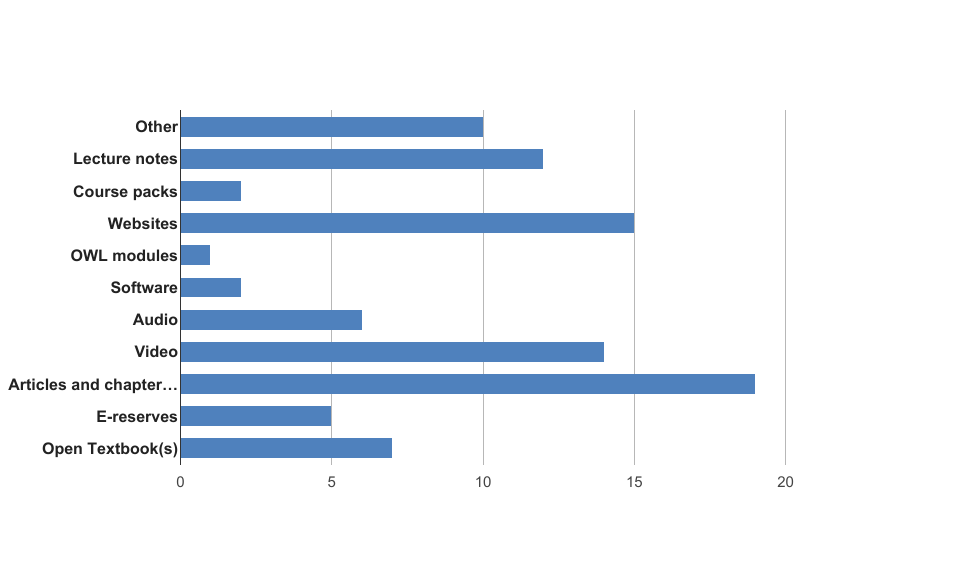 Other
Lecture notes
Course packs
Websites
OWL modules
Software
Audio
Video
Articles and chapter…
E-reserves
Open Textbook(s)
0 5 10 15 20